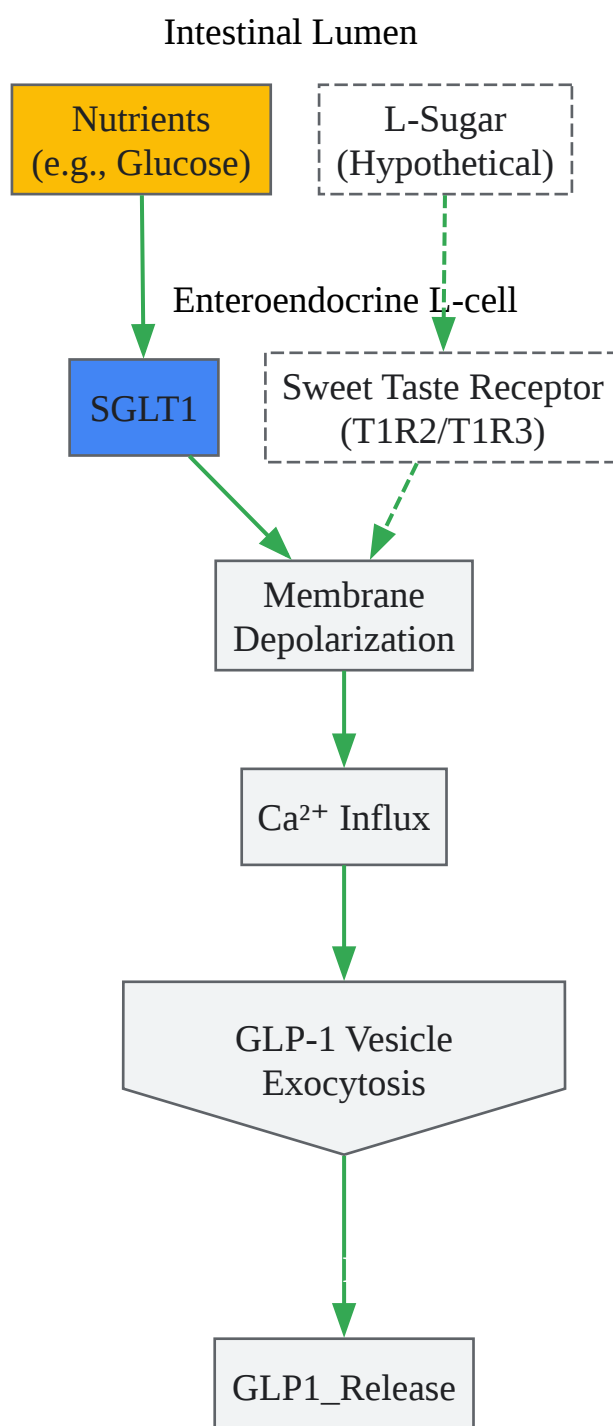 Intestinal Lumen
Nutrients
(e.g., Glucose)
L-Sugar
(Hypothetical)
Enteroendocrine L-cell
SGLT1
Sweet Taste Receptor
(T1R2/T1R3)
Membrane
Depolarization
Ca²⁺ Influx
GLP-1 Vesicle
Exocytosis
GLP1_Release